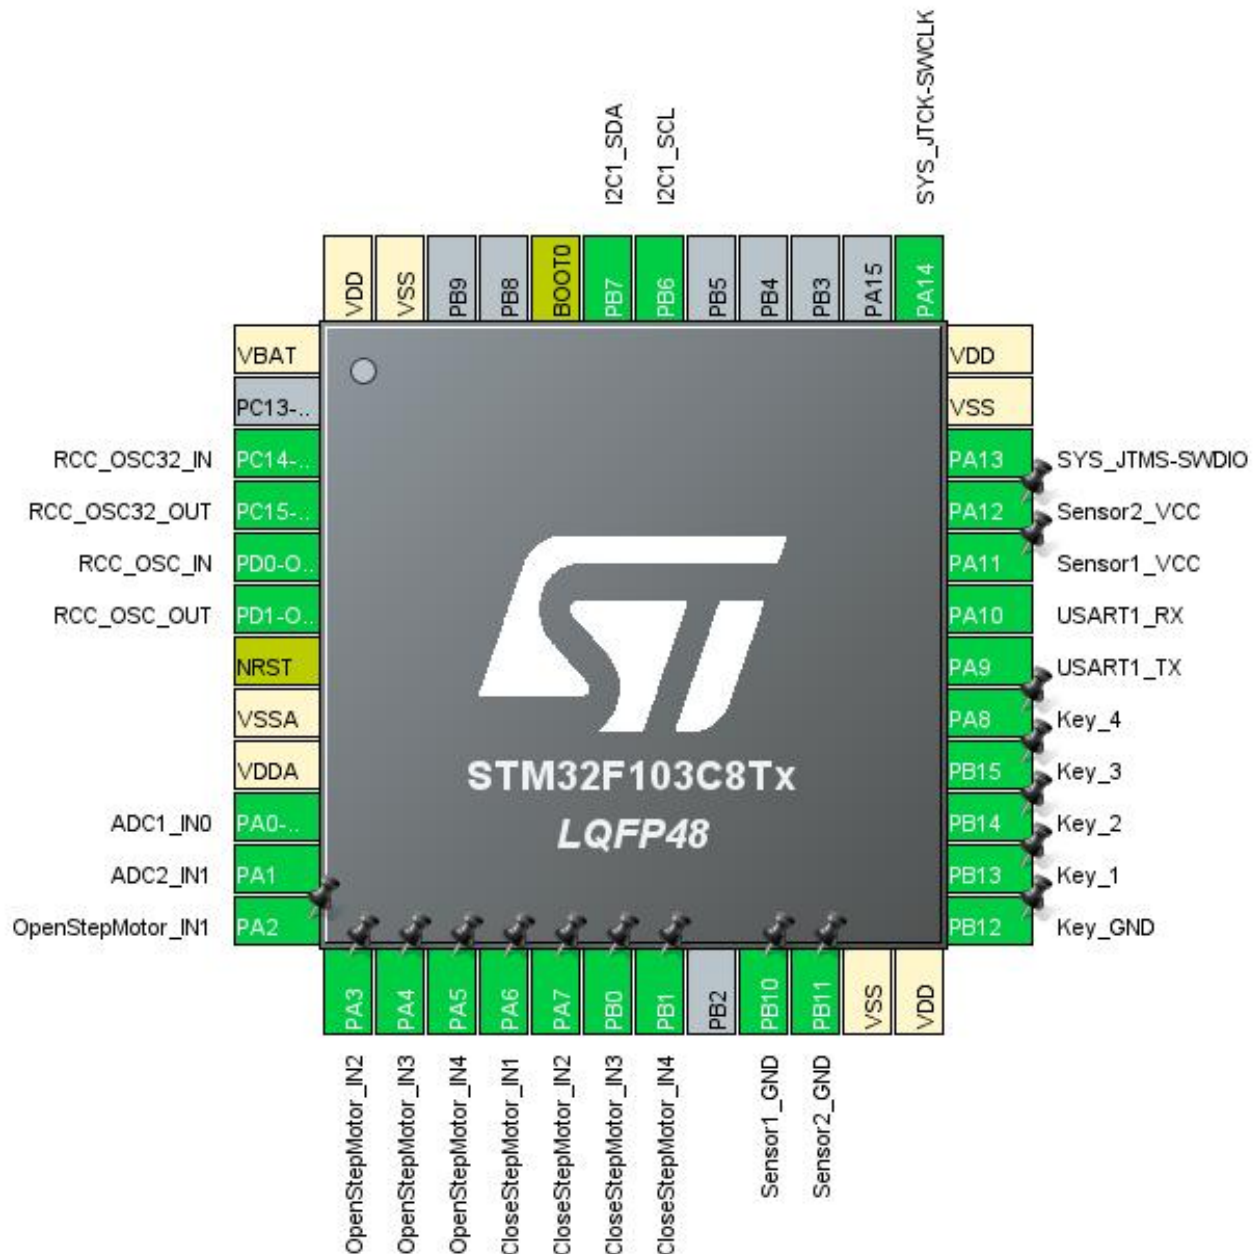 SYS_JTCK-SWCLK
I2C1_SDA
I2C1_SCL
VDD
VSS
PB9
PB8
BOOT0
PB7
PB6
PB5
PB4
PB3
PA15
PA14
VBAT
PC13-..
RCC_OSC32_IN
PC14-..
RCC_OSC32_OUT
PC15-..
RCC_OSC_IN
PD0-O..
RCC_OSC_OUT
PD1-O..
NRST
VSSA
VDDA
ADC1_IN0
PA0-..
ADC2_IN1
PA1
OpenStepMotor_IN1
PA2
ST
STM32F103C8Tx
LQFP48
VDD
VSS
PA13
SYS_JTMS-SWDIO
PA12
Sensor2_VCC
PA11
Sensor1_VCC
PA10
USART1_RX
PA9
USART1_TX
PA8
Key_4
PB15
Key_3
PB14
Key_2
PB13
Key_1
PB12
Key_GND
PA3
PA4
PA5
PA6
PA7
PB0
PB1
PB2
PB10
PB11
VSS
VDD
OpenStepMotor_IN2
OpenStepMotor_IN3
OpenStepMotor_IN4
CloseStepMotor_IN1
CloseStepMotor_IN2
CloseStepMotor_IN3
CloseStepMotor_IN4
Sensor1_GND
Sensor2_GND